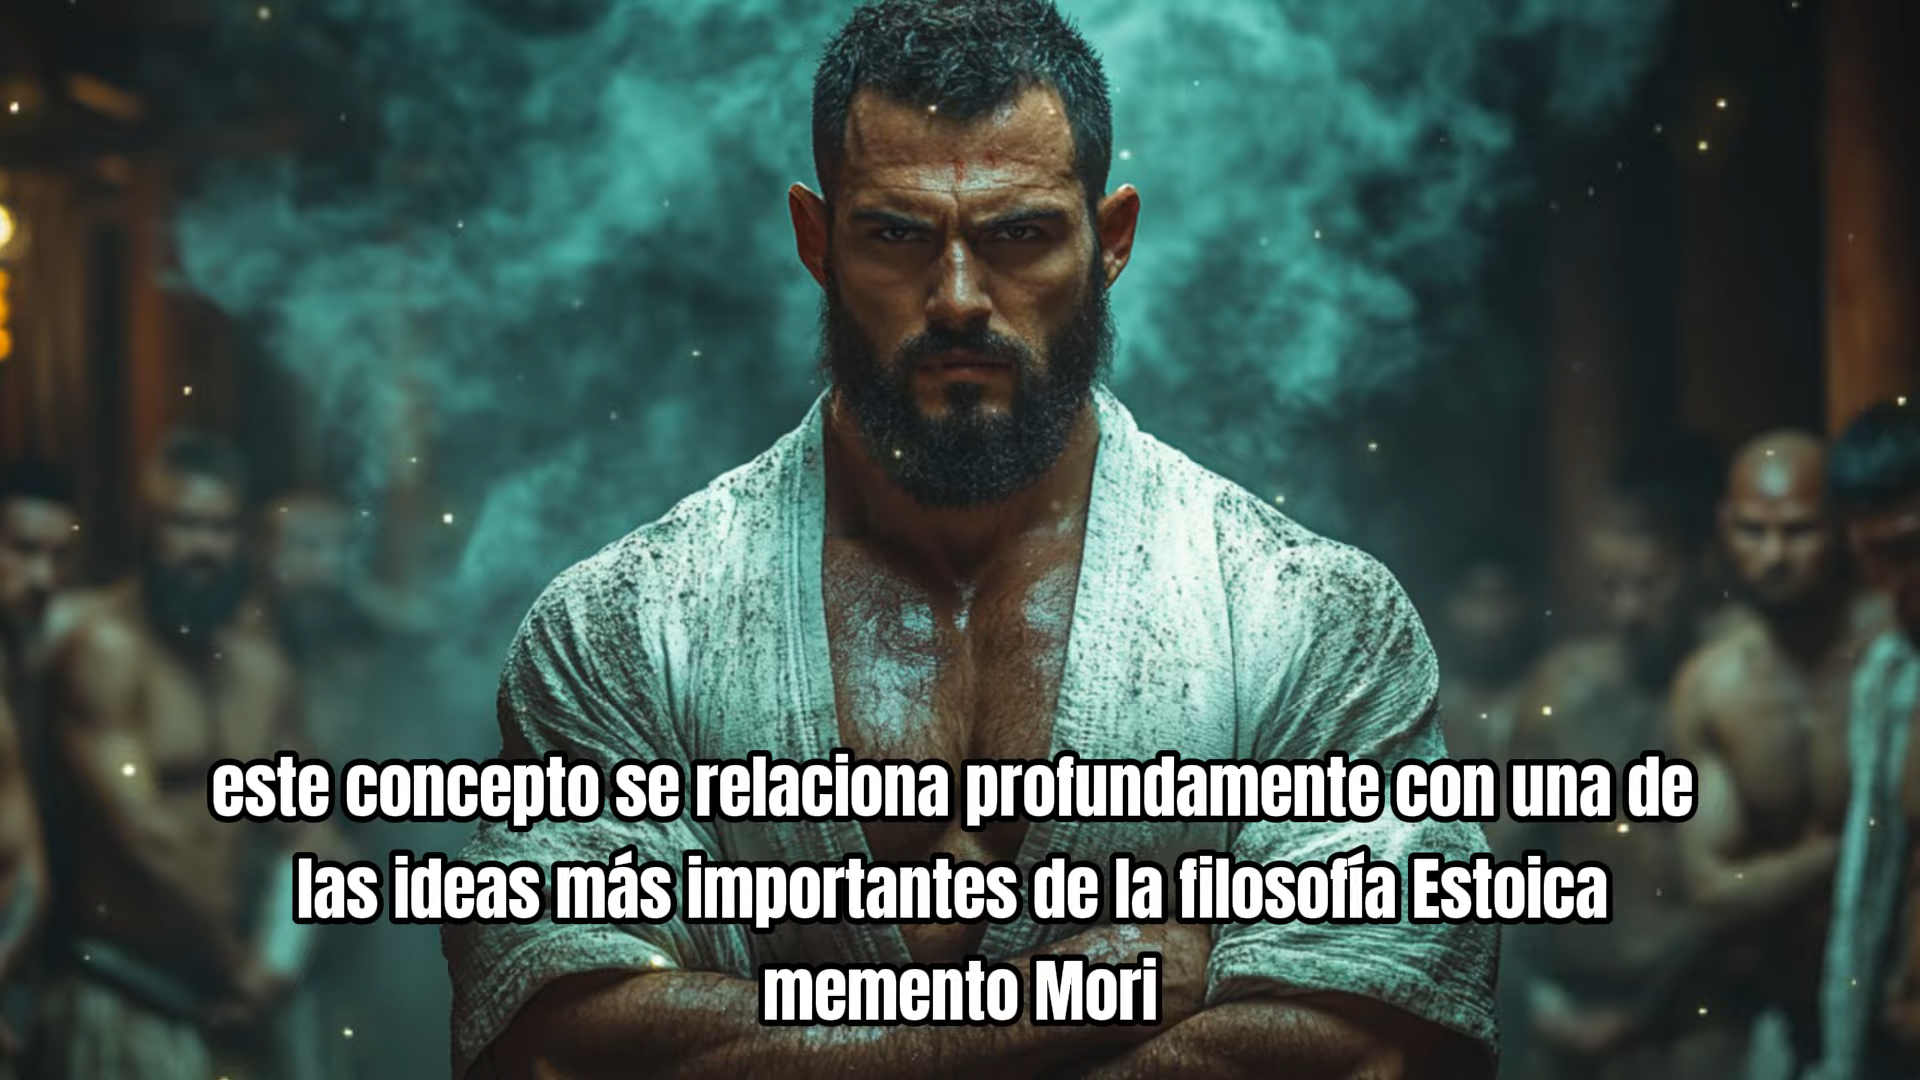 este concepto se relaciona profundamente con una de
las ideas más importantes de la filosofía Estoica
memento Mori